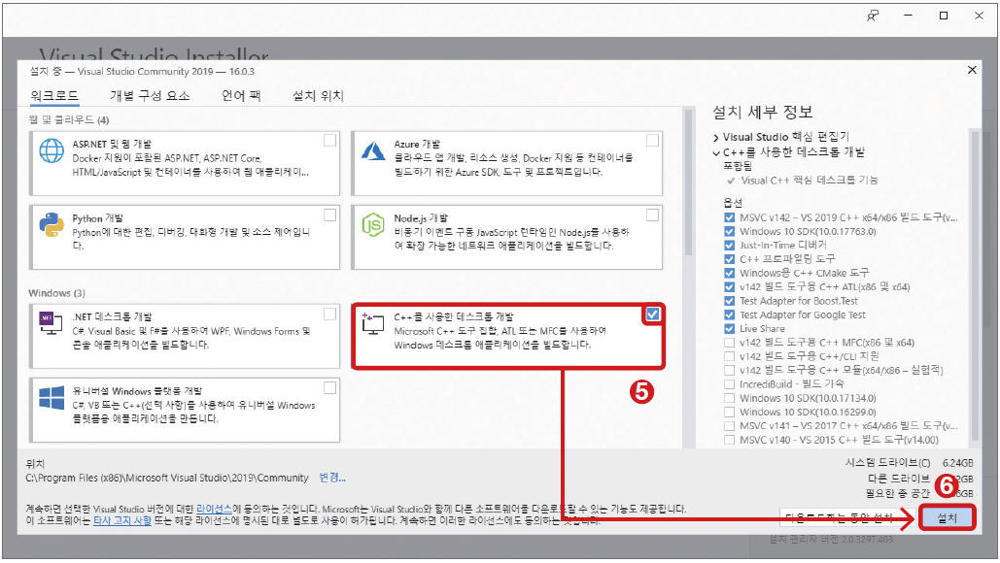 Visual Studio Installer
설치 중 — Visual Studio Community 2019 — 16.0.3
워크로드 개별 구성 요소 언어 팩 설치 위치
웹 및 클라우드 (4)
ASP.NET 및 웹 개발
Docker 지원이 포함된 ASP.NET, ASP.NET Core,
HTML/JavaScript 및 컨테이너를 사용하여 웹 애플리케이...
Azure 개발
클라우드 앱 개발, 리소스 생성, Docker 지원 등 컨테이너를
빌드하기 위한 Azure SDK, 도구 및 프로젝트입니다.
Python 개발
Python에 대한 편집, 디버깅, 대화형 개발 및 소스 제어입니
다.
Node.js 개발
비동기 이벤트 구동 JavaScript 런타임인 Node.js를 사용하
여 확장 가능한 네트워크 애플리케이션을 빌드합니다.
Windows (3)
.NET 데스크톱 개발
C#, Visual Basic 및 F#를 사용하여 WPF, Windows Forms 및
콘솔 애플리케이션을 빌드합니다.
C++를 사용한 데스크톱 개발
Microsoft C++ 도구 집합, ATL 또는 MFC를 사용하여
Windows 데스크톱 애플리케이션을 빌드합니다.
유니버설 Windows 플랫폼 개발
C#, VB 또는 C++(선택 사항)를 사용하여 유니버설 Windows
플랫폼용 애플리케이션을 만듭니다.
5
설치 세부 정보
Visual Studio 핵심 편집기
C++를 사용한 데스크톱 개발
포함됨
Visual C++ 핵심 데스크톱 기능
옵션
MSVC v142 – VS 2019 C++ x64/x86 빌드 도구(v...
Windows 10 SDK(10.0.17763.0)
Just-In-Time 디버거
C++ 프로파일링 도구
Windows용 C++ CMake 도구
v142 빌드 도구용 C++ ATL(x86 및 x64)
Test Adapter for Boost.Test
Test Adapter for Google Test
Live Share
v142 빌드 도구용 C++ MFC(x86 및 x64)
v142 빌드 도구용 C++/CLI 지원
v142 빌드 도구용 C++ 모듈(x64/x86 – 실험적)
IncrediBuild - 빌드 가속
Windows 10 SDK(10.0.17134.0)
Windows 10 SDK(10.0.16299.0)
MSVC v141 – VS 2017 C++ x64/x86 빌드 도구(v...
MSVC v140 - VS 2015 C++ 빌드 도구(v14.00)
위치
C:\Program Files (x86)\Microsoft Visual Studio\2019\Community 변경...
계속하면 선택한 Visual Studio 버전에 대한 라이선스에 동의하는 것입니다. Microsoft는 Visual Studio와 함께 다른 소프트웨어를 다운로드할 수 있는 기능도 제공합니다.
이 소프트웨어는 타사 고지 사항 또는 해당 라이선스에 명시된 대로 별도로 사용이 허가됩니다. 계속하면 이러한 라이선스에도 동의하는 것입니다.
시스템 드라이브(C) 6.24GB
다른 드라이브
필요한 총 공간
6
다운로드하는 동안 설치
설치
설치 관리자 버전 2.0.3297.403